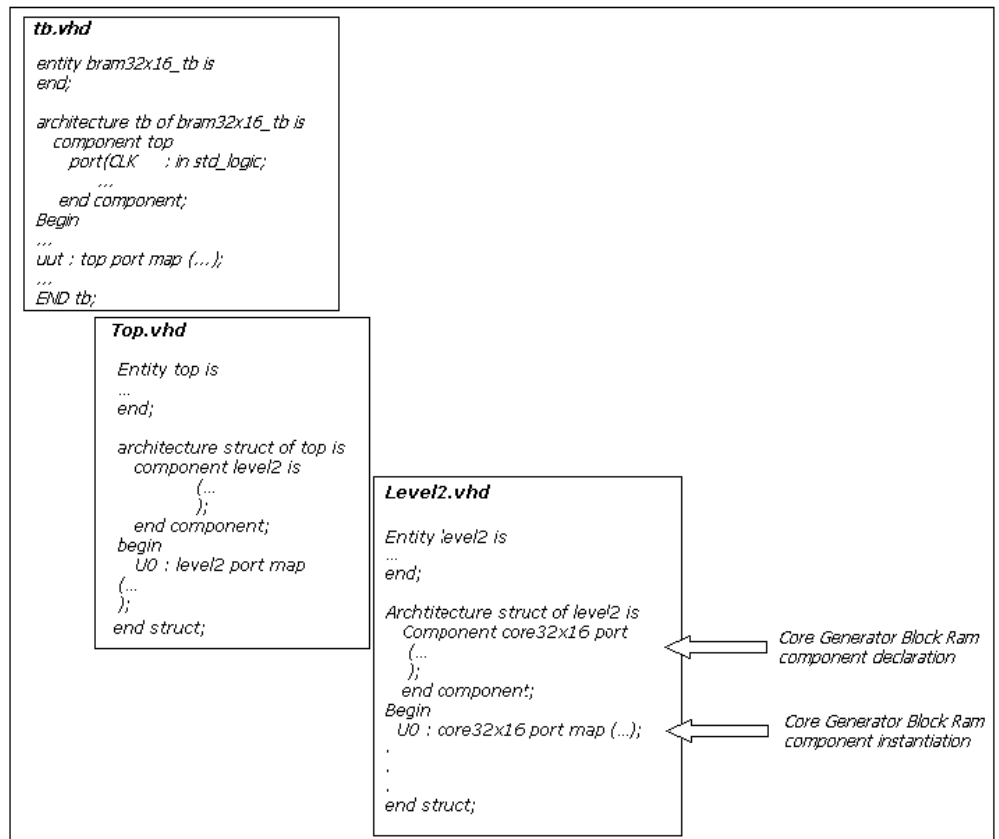 tb.vhd
entity bram32x16_tb is
end;
architecture tb of bram32x16_tb is
component top
port(CLK : in std_logic;
...
end component;
Begin
...
uut : top port map (...);
...
END tb;
Top.vhd
Entity top is
...
end;
architecture struct of top is
component level2 is
(...
);
end component;
begin
U0 : level2 port map
(...
);
end struct;
Level2.vhd
Entity level2 is
...
end;
Archtitecture struct of level2 is
Component core32x16 port
(...
);
end component;
Begin
U0 : core32x16 port map (...);
.
.
.
end struct;
Core Generator Block Ram
component declaration
Core Generator Block Ram
component instantiation